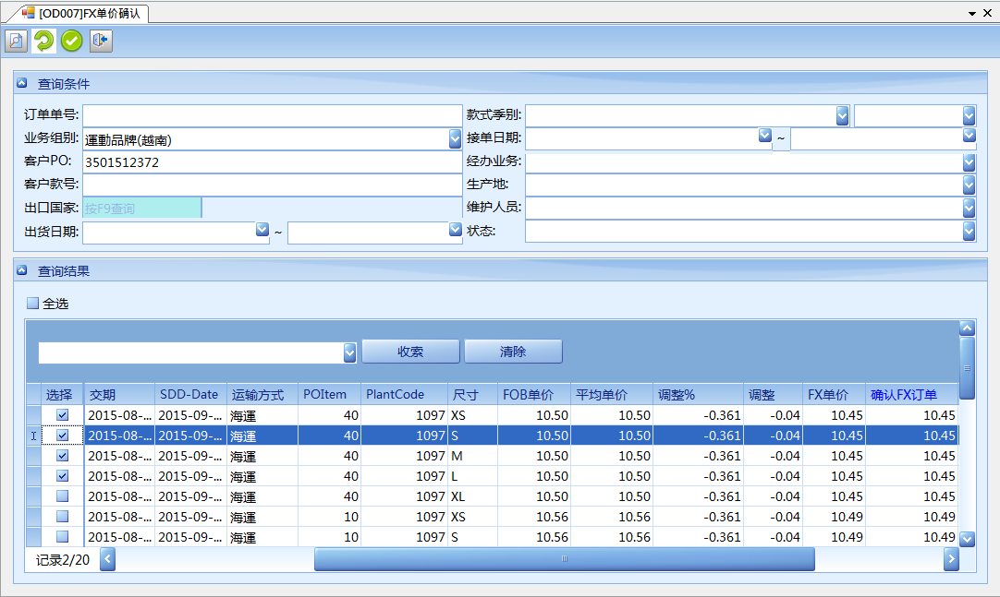 [OD007]FX单价确认
查询条件
订单单号: 款式季别:
业务组别: 運動品牌(越南) 接单日期: ~
客户PO: 3501512372 经办业务:
客户款号: 生产地:
出口国家: 按F9查询 维护人员:
出货日期: ~ 状态:
查询结果
全选
收索 清除
选择 交期 SDD-Date 运输方式 POItem PlantCode 尺寸 FOB单价 平均单价 调整% 调整 FX单价 确认FX订单
2015-08-... 2015-09-... 海運 40 1097 XS 10.50 10.50 -0.361 -0.04 10.45 10.45
2015-08-... 2015-09-... 海運 40 1097 S 10.50 10.50 -0.361 -0.04 10.45 10.45
2015-08-... 2015-09-... 海運 40 1097 M 10.50 10.50 -0.361 -0.04 10.45 10.45
2015-08-... 2015-09-... 海運 40 1097 L 10.50 10.50 -0.361 -0.04 10.45 10.45
2015-08-... 2015-09-... 海運 40 1097 XL 10.50 10.50 -0.361 -0.04 10.45 10.45
2015-08-... 2015-09-... 海運 10 1097 XS 10.56 10.56 -0.361 -0.04 10.49 10.49
2015-08-... 2015-09-... 海運 10 1097 S 10.56 10.56 -0.361 -0.04 10.49 10.49
记录2/20